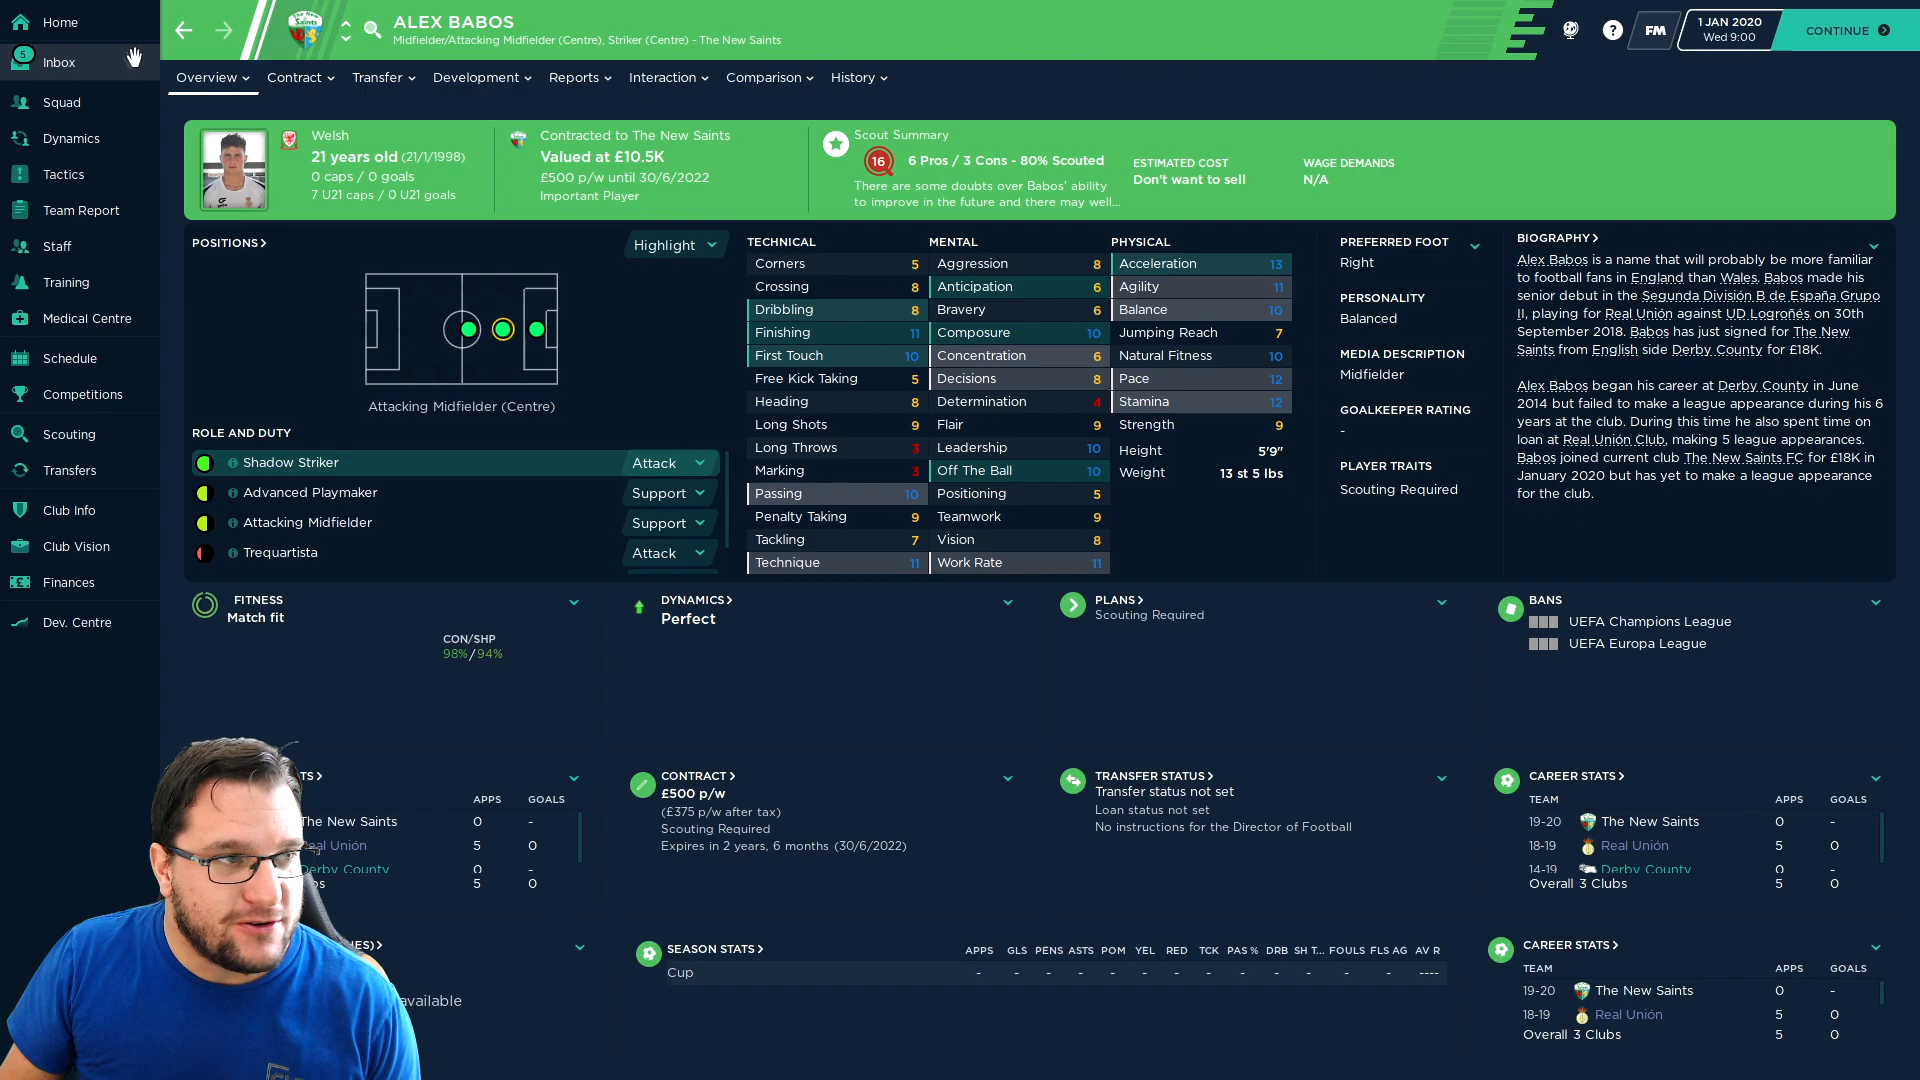 Home
5
Inbox
Squad
Dynamics
Tactics
Team Report
Staff
Training
Medical Centre
Schedule
Competitions
Scouting
Transfers
Club Info
Club Vision
Finances
Dev. Centre
ALEX BABOS
Midfielder/Attacking Midfielder (Centre), Striker (Centre) - The New Saints
? FM
1 JAN 2020
Wed 9:00
CONTINUE
Overview Contract Transfer Development Reports Interaction Comparison History
Welsh
21 years old (21/1/1998)
0 caps / 0 goals
7 U21 caps / 0 U21 goals
Contracted to The New Saints
Valued at £10.5K
£500 p/w until 30/6/2022
Important Player
Scout Summary
16 6 Pros / 3 Cons - 80% Scouted
There are some doubts over Babos' ability
to improve in the future and there may well...
ESTIMATED COST
Don't want to sell
WAGE DEMANDS
N/A
POSITIONS
Highlight
Attacking Midfielder (Centre)
ROLE AND DUTY
Shadow Striker Attack
Advanced Playmaker Support
Attacking Midfielder Support
Trequartista Attack
TECHNICAL
Corners 5
Crossing 8
Dribbling 8
Finishing 11
First Touch 10
Free Kick Taking 5
Heading 8
Long Shots 9
Long Throws 3
Marking 3
Passing 10
Penalty Taking 9
Tackling 7
Technique 11
MENTAL
Aggression 8
Anticipation 6
Bravery 6
Composure 10
Concentration 6
Decisions 8
Determination 4
Flair 9
Leadership 10
Off The Ball 10
Positioning 5
Teamwork 9
Vision 8
Work Rate 11
PHYSICAL
Acceleration 13
Agility 11
Balance 10
Jumping Reach 7
Natural Fitness 10
Pace 12
Stamina 12
Strength 9
Height 5'9"
Weight 13 st 5 lbs
PREFERRED FOOT
Right
PERSONALITY
Balanced
MEDIA DESCRIPTION
Midfielder
GOALKEEPER RATING
-
PLAYER TRAITS
Scouting Required
BIOGRAPHY
Alex Babos is a name that will probably be more familiar
to football fans in England than Wales. Babos made his
senior debut in the Segunda División B de España Grupo
II, playing for Real Unión against UD Logroñés on 30th
September 2018. Babos has just signed for The New
Saints from English side Derby County for £18K.
Alex Babos began his career at Derby County in June
2014 but failed to make a league appearance during his 6
years at the club. During this time he also spent time on
loan at Real Unión Club, making 5 league appearances.
Babos joined current club The New Saints FC for £18K in
January 2020 but has yet to make a league appearance
for the club.
FITNESS
Match fit
CON/SHP
98%/94%
DYNAMICS
Perfect
PLANS
Scouting Required
BANS
UEFA Champions League
UEFA Europa League
TS
APPS GOALS
The New Saints 0 -
eal Unión 5 0
Derby County 0 -
bs 5 0
CONTRACT
£500 p/w
(£375 p/w after tax)
Scouting Required
Expires in 2 years, 6 months (30/6/2022)
TRANSFER STATUS
Transfer status not set
Loan status not set
No instructions for the Director of Football
CAREER STATS
TEAM APPS GOALS
19-20 The New Saints 0 -
18-19 Real Unión 5 0
14-19 Derby County 0 -
Overall 3 Clubs 5 0
HES)
available
SEASON STATS APPS GLS PENS ASTS POM YEL RED TCK PAS % DRB SH T... FOULS FLS AG AV R
Cup - - - - - - - - - - - - - ----
CAREER STATS
TEAM APPS GOALS
19-20 The New Saints 0 -
18-19 Real Unión 5 0
Overall 3 Clubs 5 0